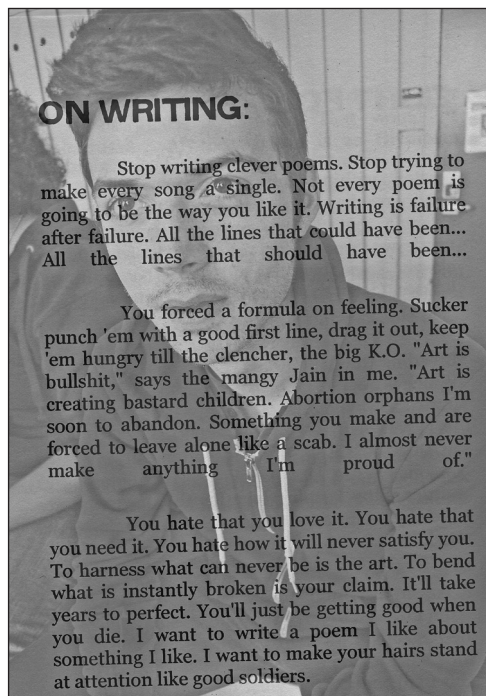 ON WRITING:
Stop writing clever poems. Stop trying to
make every song a single. Not every poem is
going to be the way you like it. Writing is failure
after failure. All the lines that could have been...
All the lines that should have been...
You forced a formula on feeling. Sucker
punch 'em with a good first line, drag it out, keep
'em hungry till the clencher, the big K.O. "Art is
bullshit," says the mangy Jain in me. "Art is
creating bastard children. Abortion orphans I'm
soon to abandon. Something you make and are
forced to leave alone like a scab. I almost never
make anything I'm proud of."
You hate that you love it. You hate that
you need it. You hate how it will never satisfy you.
To harness what can never be is the art. To bend
what is instantly broken is your claim. It'll take
years to perfect. You'll just be getting good when
you die. I want to write a poem I like about
something I like. I want to make your hairs stand
at attention like good soldiers.